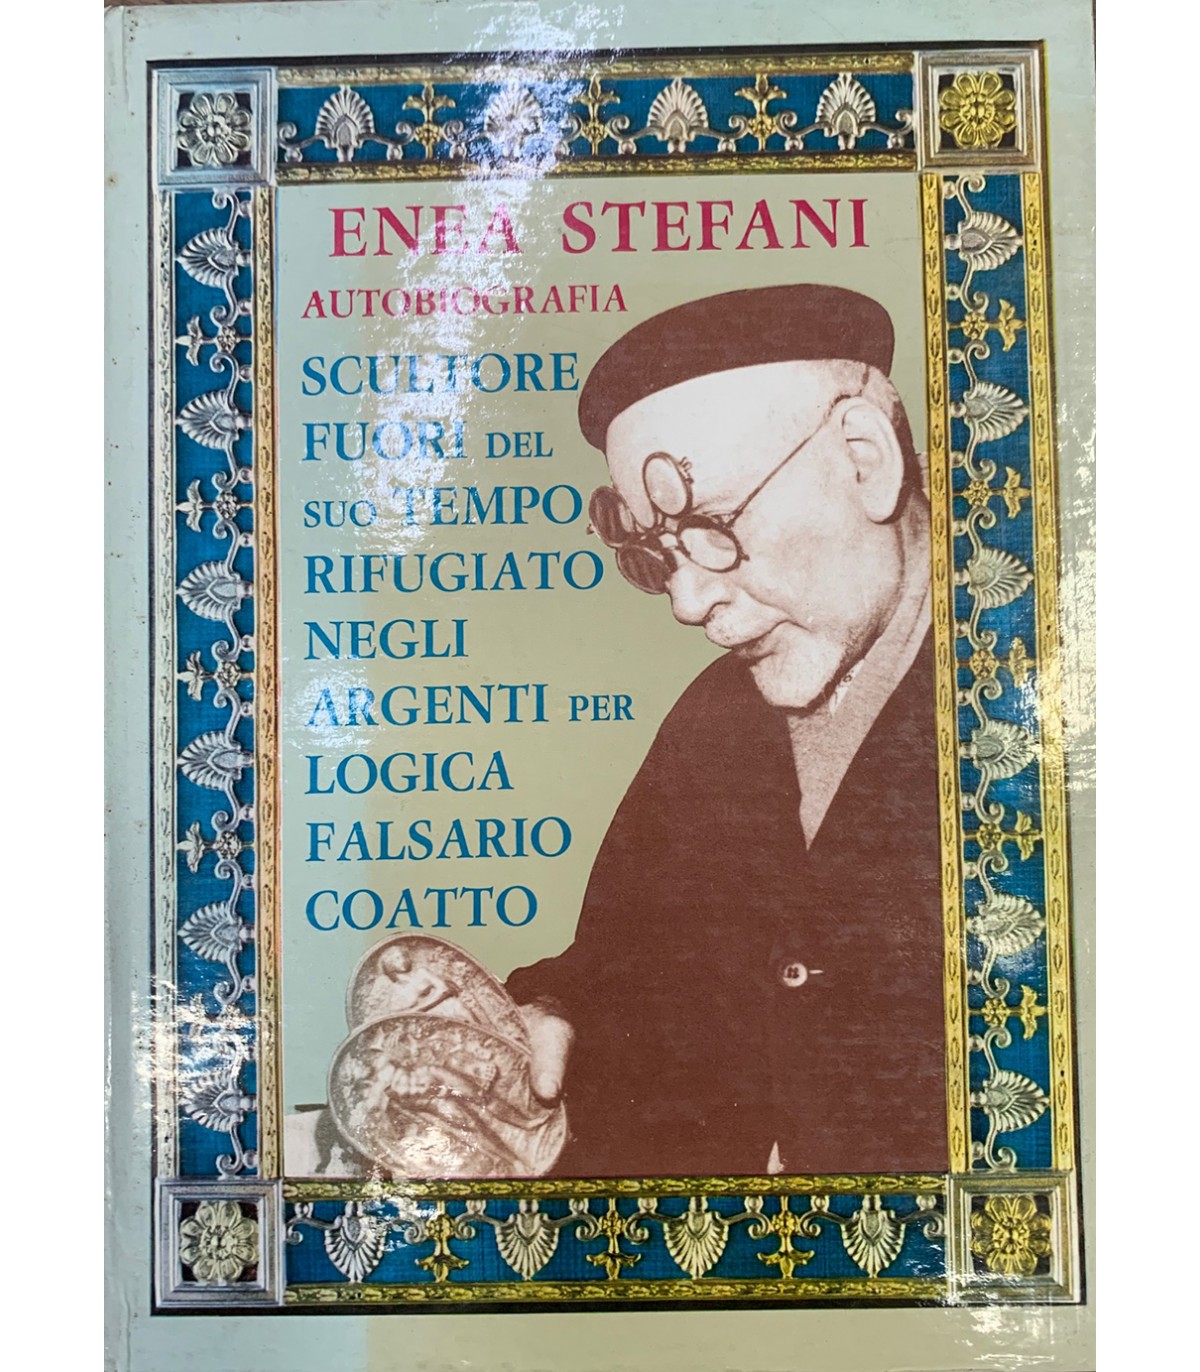 ENEA STEFANI
AUTOBIOGRAFIA
SCULTORE
FUORI DEL
SUO TEMPO
RIFUGIATO
NEGLI
ARGENTI PER
LOGICA
FALSARIO
COATTO